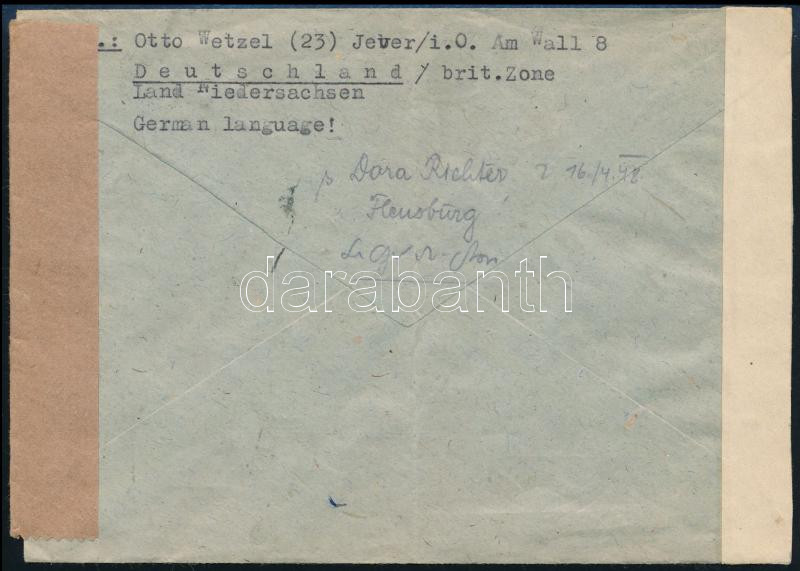 .: Otto Wetzel (23) Jever/i.O. Am Wall 8
Deutschland / brit.Zone
Land Niedersachsen
German language!
Dora Richter 16./4.48.
Flensburg
darabanth